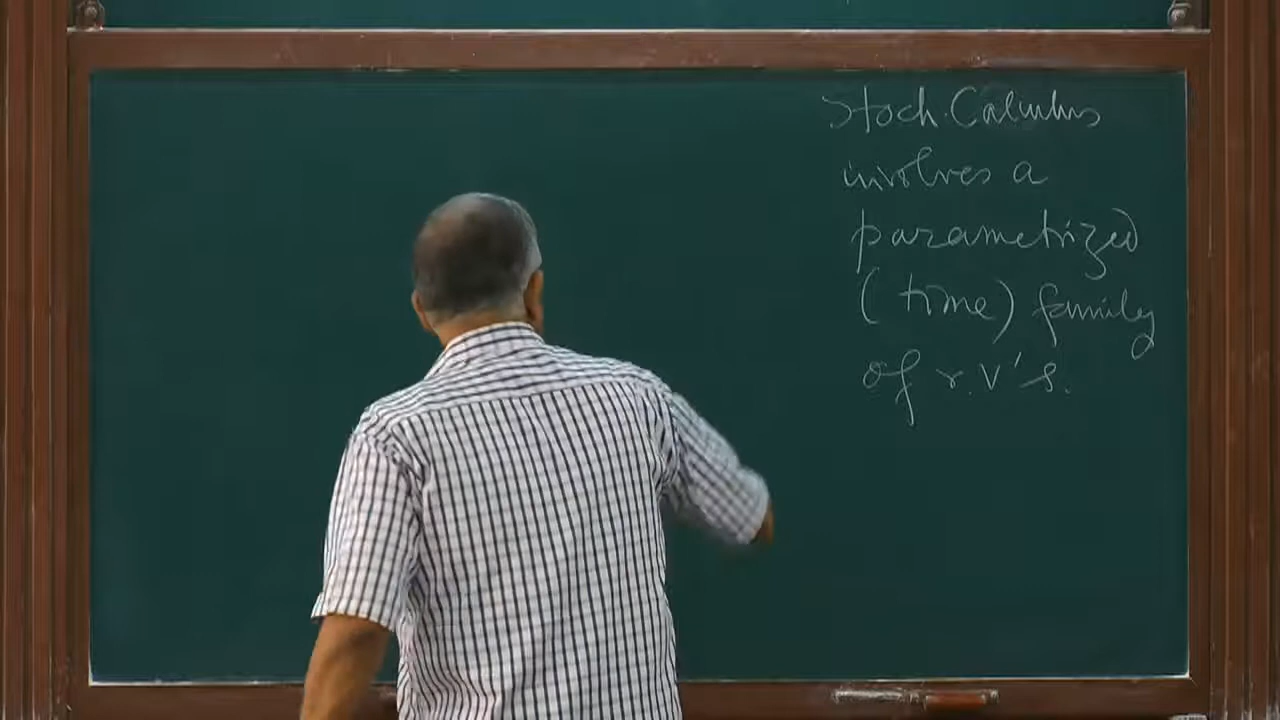 Stoch. Calculus
involves a
parametrized
(time) family
of r.v's.